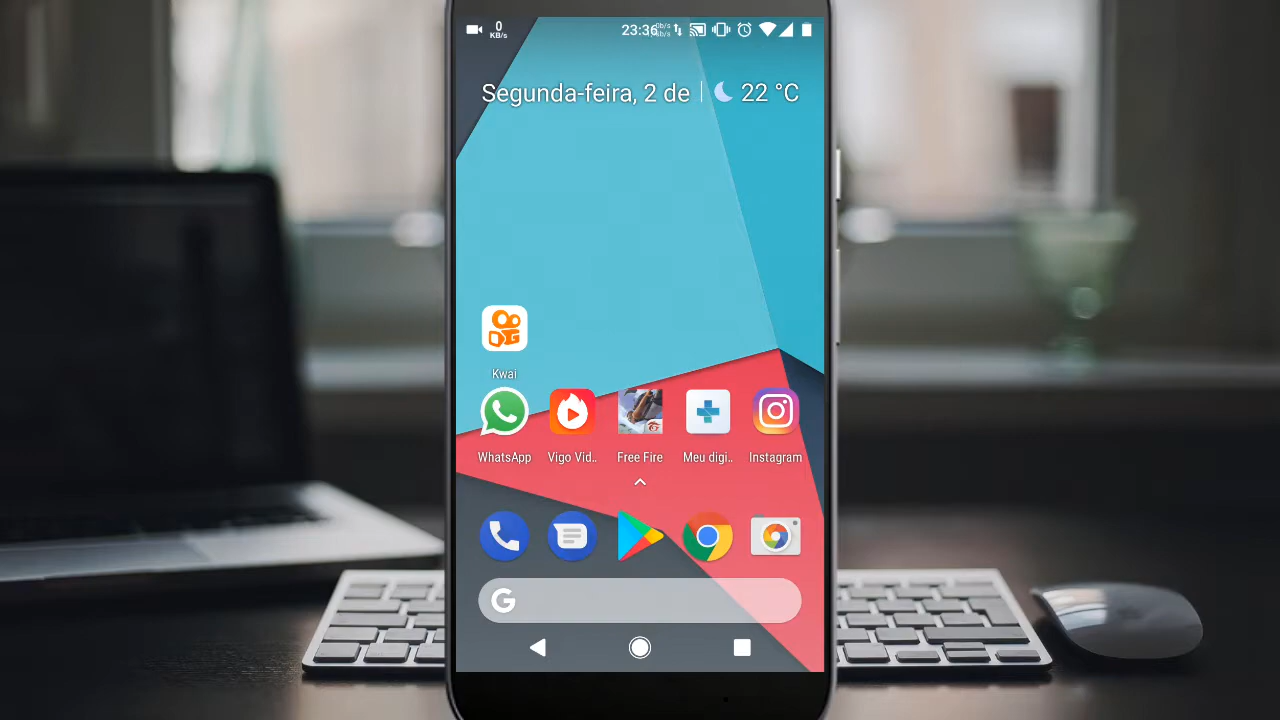 0
KB/s
23:36
Segunda-feira, 2 de
22 °C
Kwai
WhatsApp
Vigo Vid..
Free Fire
Meu digi..
Instagram
G